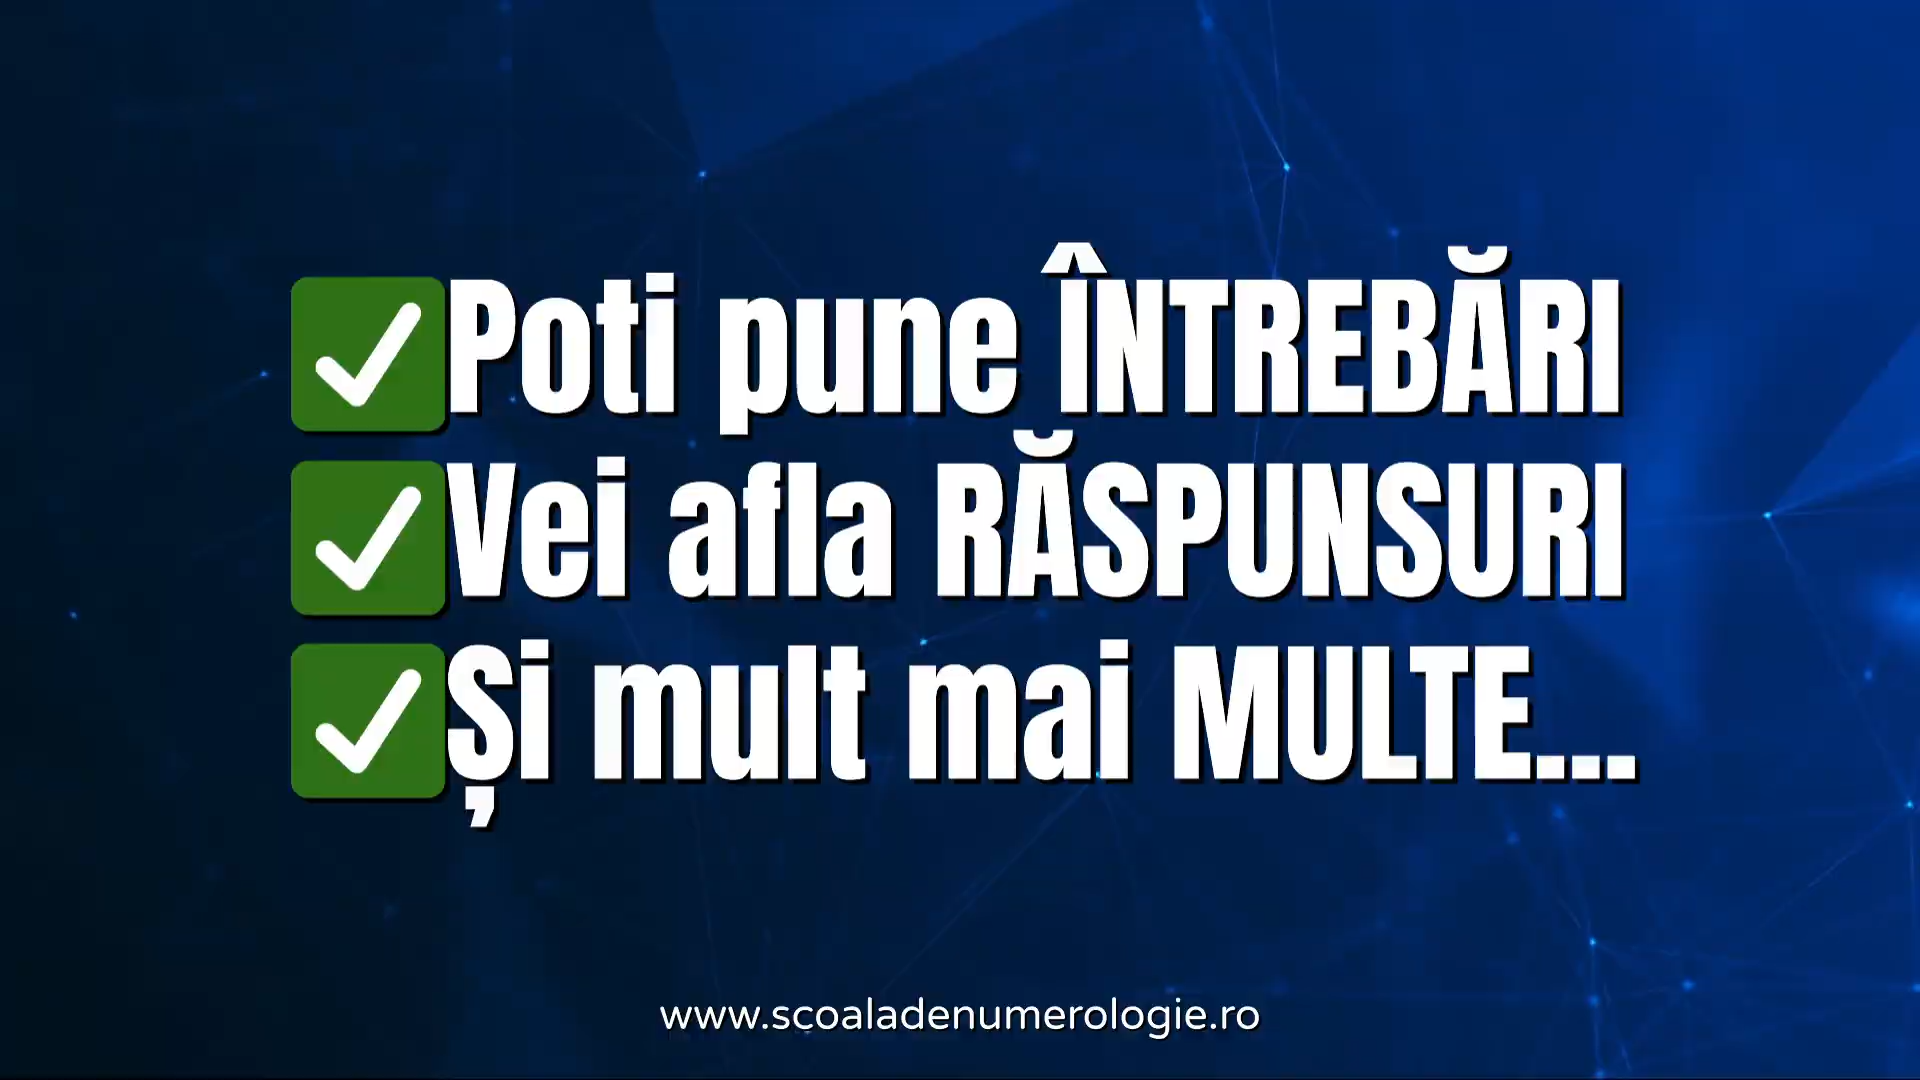 ✅Poti pune ÎNTREBĂRI
✅Vei afla RĂSPUNSURI
✅Și mult mai MULTE...
www.scoaladenumerologie.ro